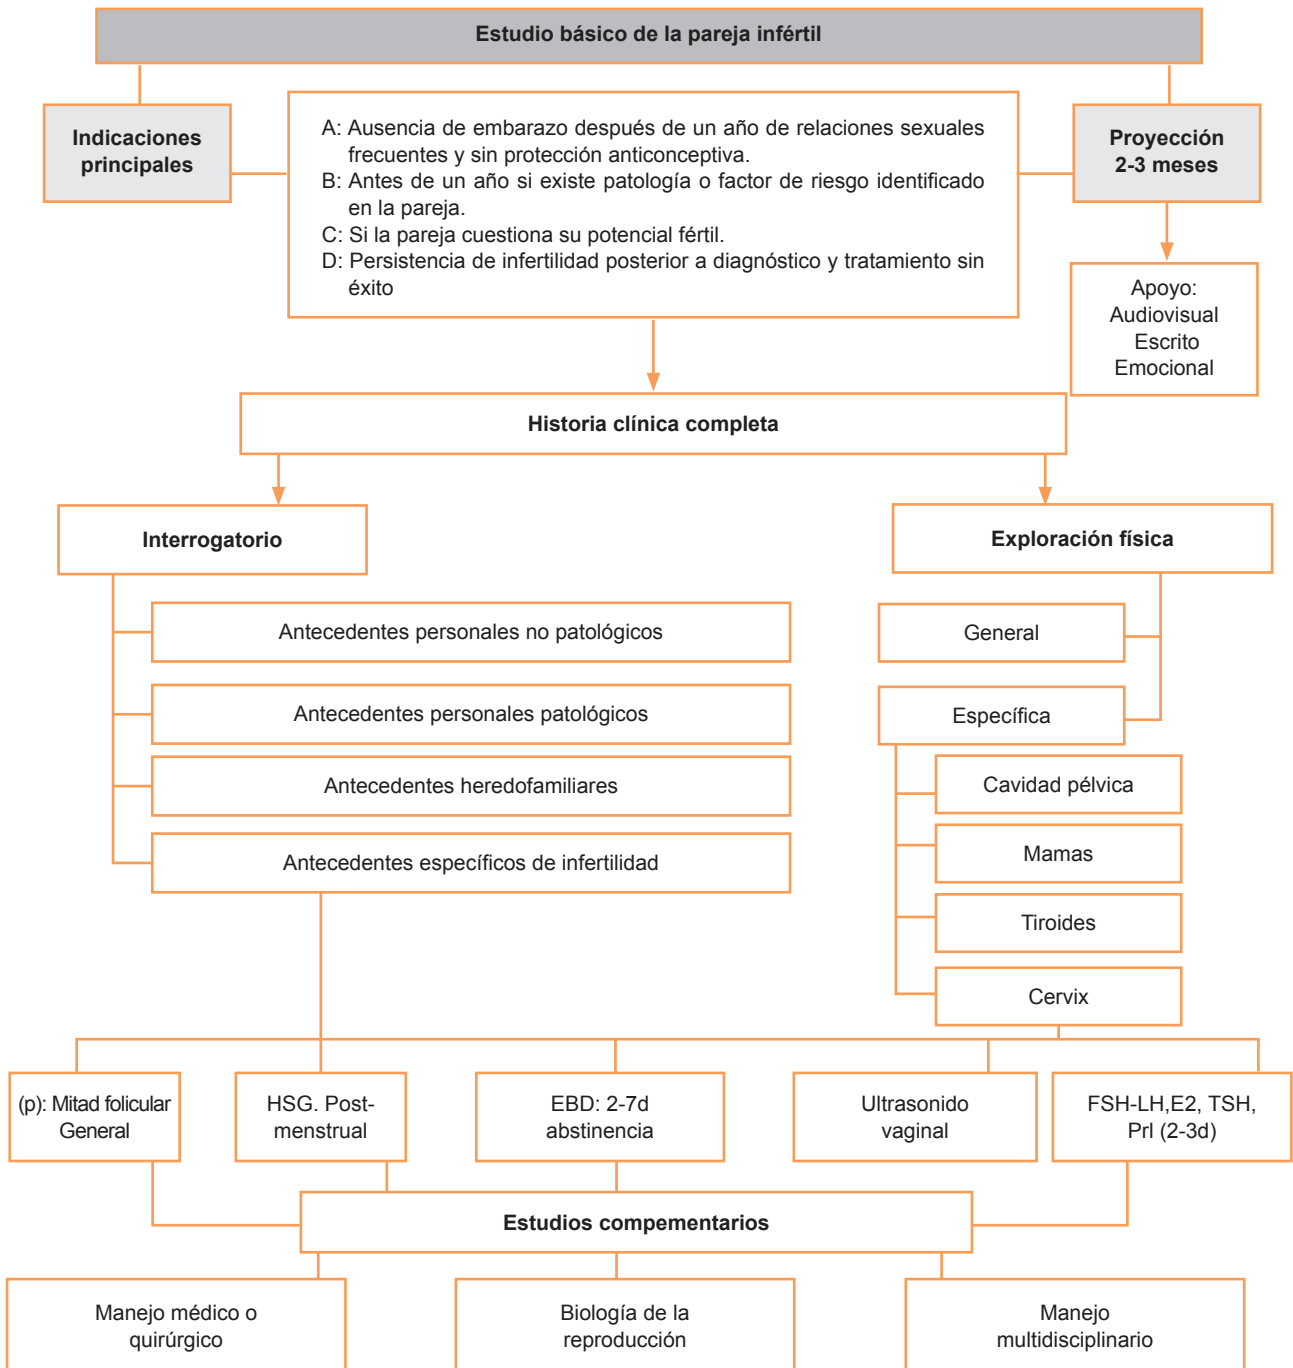 Estudio básico de la pareja infértil
Indicaciones
principales
A: Ausencia de embarazo después de un año de relaciones sexuales
frecuentes y sin protección anticonceptiva.
B: Antes de un año si existe patología o factor de riesgo identificado
en la pareja.
C: Si la pareja cuestiona su potencial fértil.
D: Persistencia de infertilidad posterior a diagnóstico y tratamiento sin
éxito
Proyección
2-3 meses
Apoyo:
Audiovisual
Escrito
Emocional
Historia clínica completa
Interrogatorio
Antecedentes personales no patológicos
Antecedentes personales patológicos
Antecedentes heredofamiliares
Antecedentes específicos de infertilidad
Exploración física
General
Específica
Cavidad pélvica
Mamas
Tiroides
Cervix
(p): Mitad folicular
General
HSG. Post-
menstrual
EBD: 2-7d
abstinencia
Ultrasonido
vaginal
FSH-LH,E2, TSH,
Prl (2-3d)
Estudios compementarios
Manejo médico o
quirúrgico
Biología de la
reproducción
Manejo
multidisciplinario